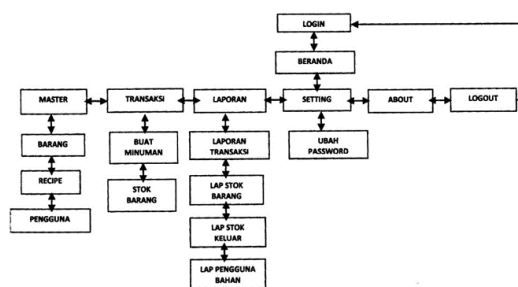 LOGIN
BERANDA
MASTER
TRANSAKSI
LAPORAN
SETTING
ABOUT
LOGOUT
BARANG
RECIPE
PENGGUNA
BUAT
MINUMAN
STOK
BARANG
LAPORAN
TRANSAKSI
LAP STOK
BARANG
LAP STOK
KELUAR
LAP PENGGUNA
BAHAN
UBAH
PASSWORD